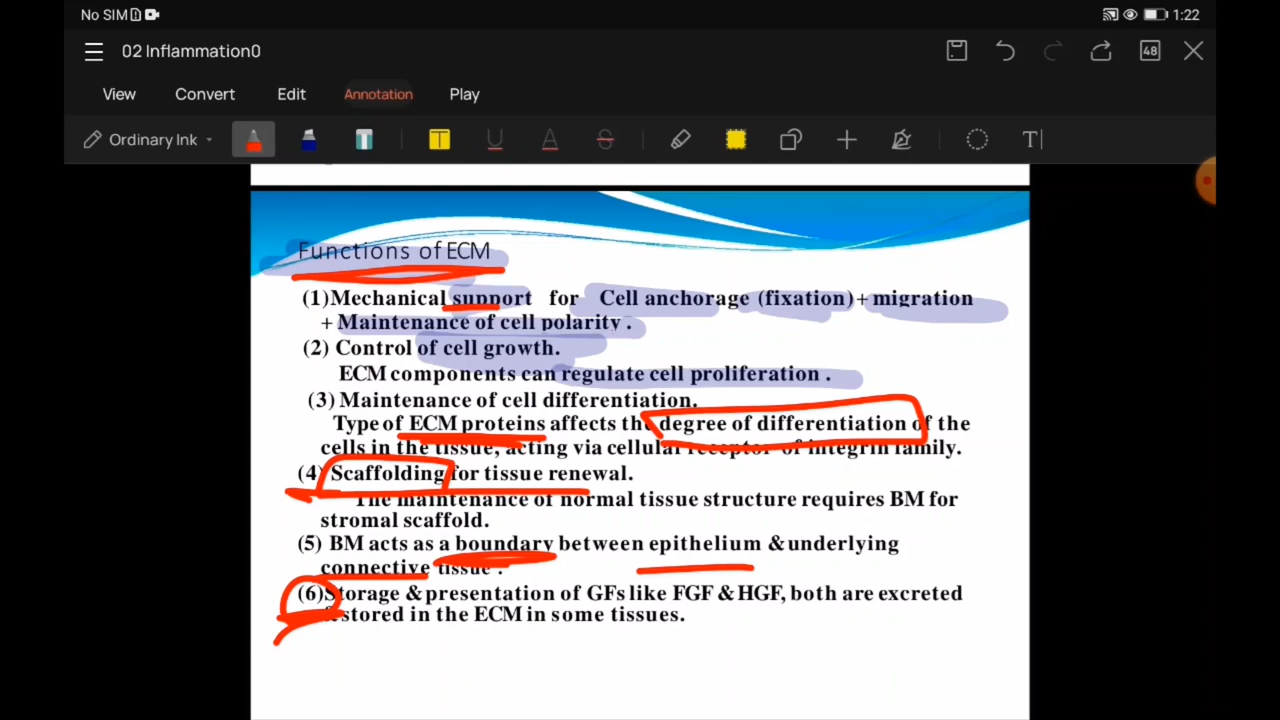 No SIM 1:22
02 Inflammation0 48
View Convert Edit Annotation Play
Ordinary Ink T T U A S T
Functions of ECM
(1)Mechanical support for Cell anchorage (fixation)+migration
+ Maintenance of cell polarity .
(2) Control of cell growth.
ECM components can regulate cell proliferation .
(3) Maintenance of cell differentiation.
Type of ECM proteins affects the degree of differentiation of the
cells in the tissue, acting via cellular receptor of integrin family.
(4) Scaffolding for tissue renewal.
The maintenance of normal tissue structure requires BM for
stromal scaffold.
(5) BM acts as a boundary between epithelium & underlying
connective tissue .
(6)Storage & presentation of GFs like FGF & HGF, both are excreted
& stored in the ECM in some tissues.